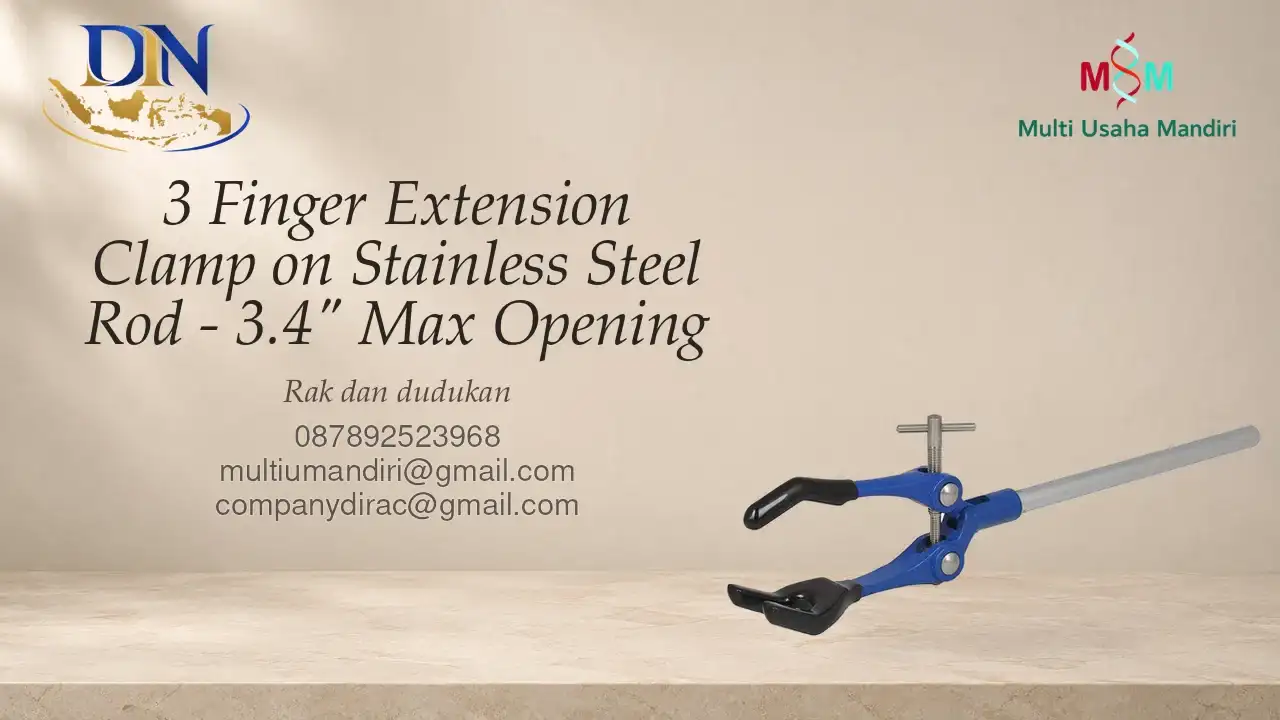 DIN
MSM
Multi Usaha Mandiri
3 Finger Extension
Clamp on Stainless Steel
Rod - 3.4" Max Opening
Rak dan dudukan
087892523968
multiumandiri@gmail.com
companydirac@gmail.com